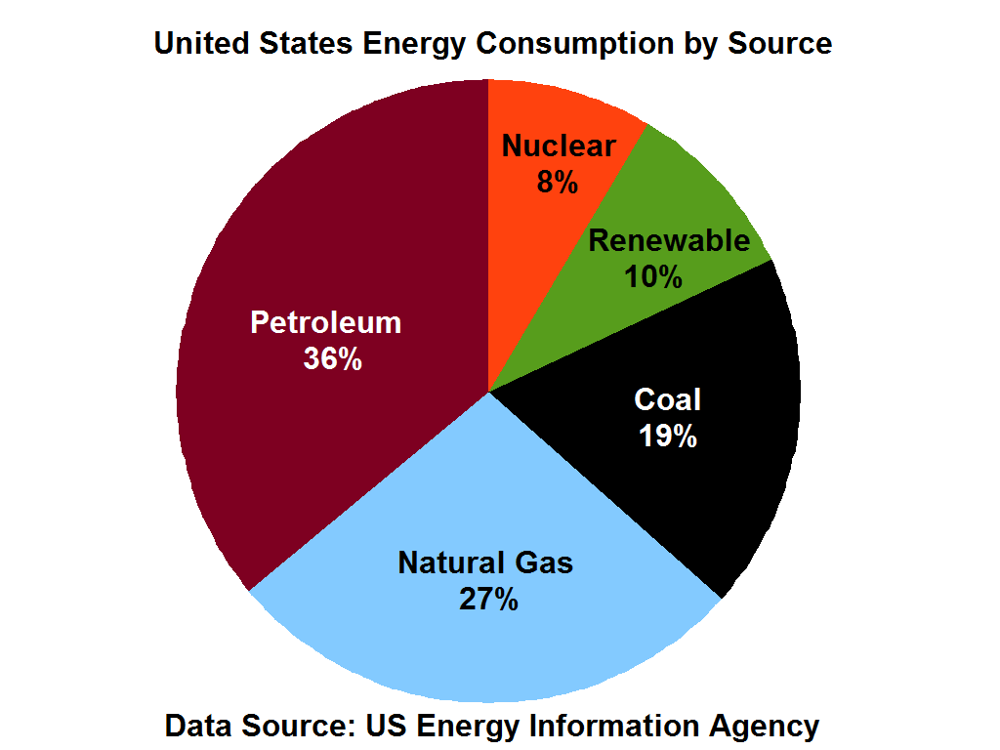 United States Energy Consumption by Source
Nuclear
8%
Renewable
10%
Petroleum
36%
Coal
19%
Natural Gas
27%
Data Source: US Energy Information Agency